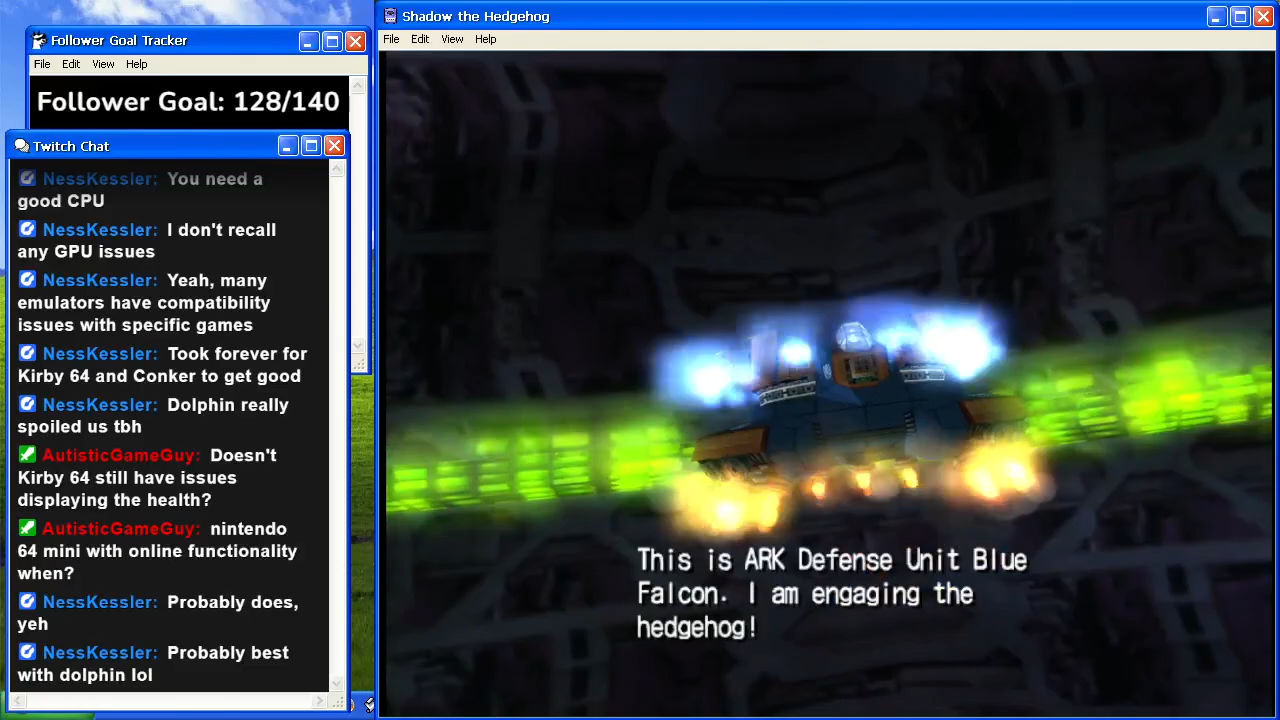 Follower Goal Tracker
File Edit View Help
Follower Goal: 128/140
Twitch Chat
NessKessler: You need a
good CPU
NessKessler: I don't recall
any GPU issues
NessKessler: Yeah, many
emulators have compatibility
issues with specific games
NessKessler: Took forever for
Kirby 64 and Conker to get good
NessKessler: Dolphin really
spoiled us tbh
AutisticGameGuy: Doesn't
Kirby 64 still have issues
displaying the health?
AutisticGameGuy: nintendo
64 mini with online functionality
when?
NessKessler: Probably does,
yeh
NessKessler: Probably best
with dolphin lol
Shadow the Hedgehog
File Edit View Help
This is ARK Defense Unit Blue
Falcon. I am engaging the
hedgehog!